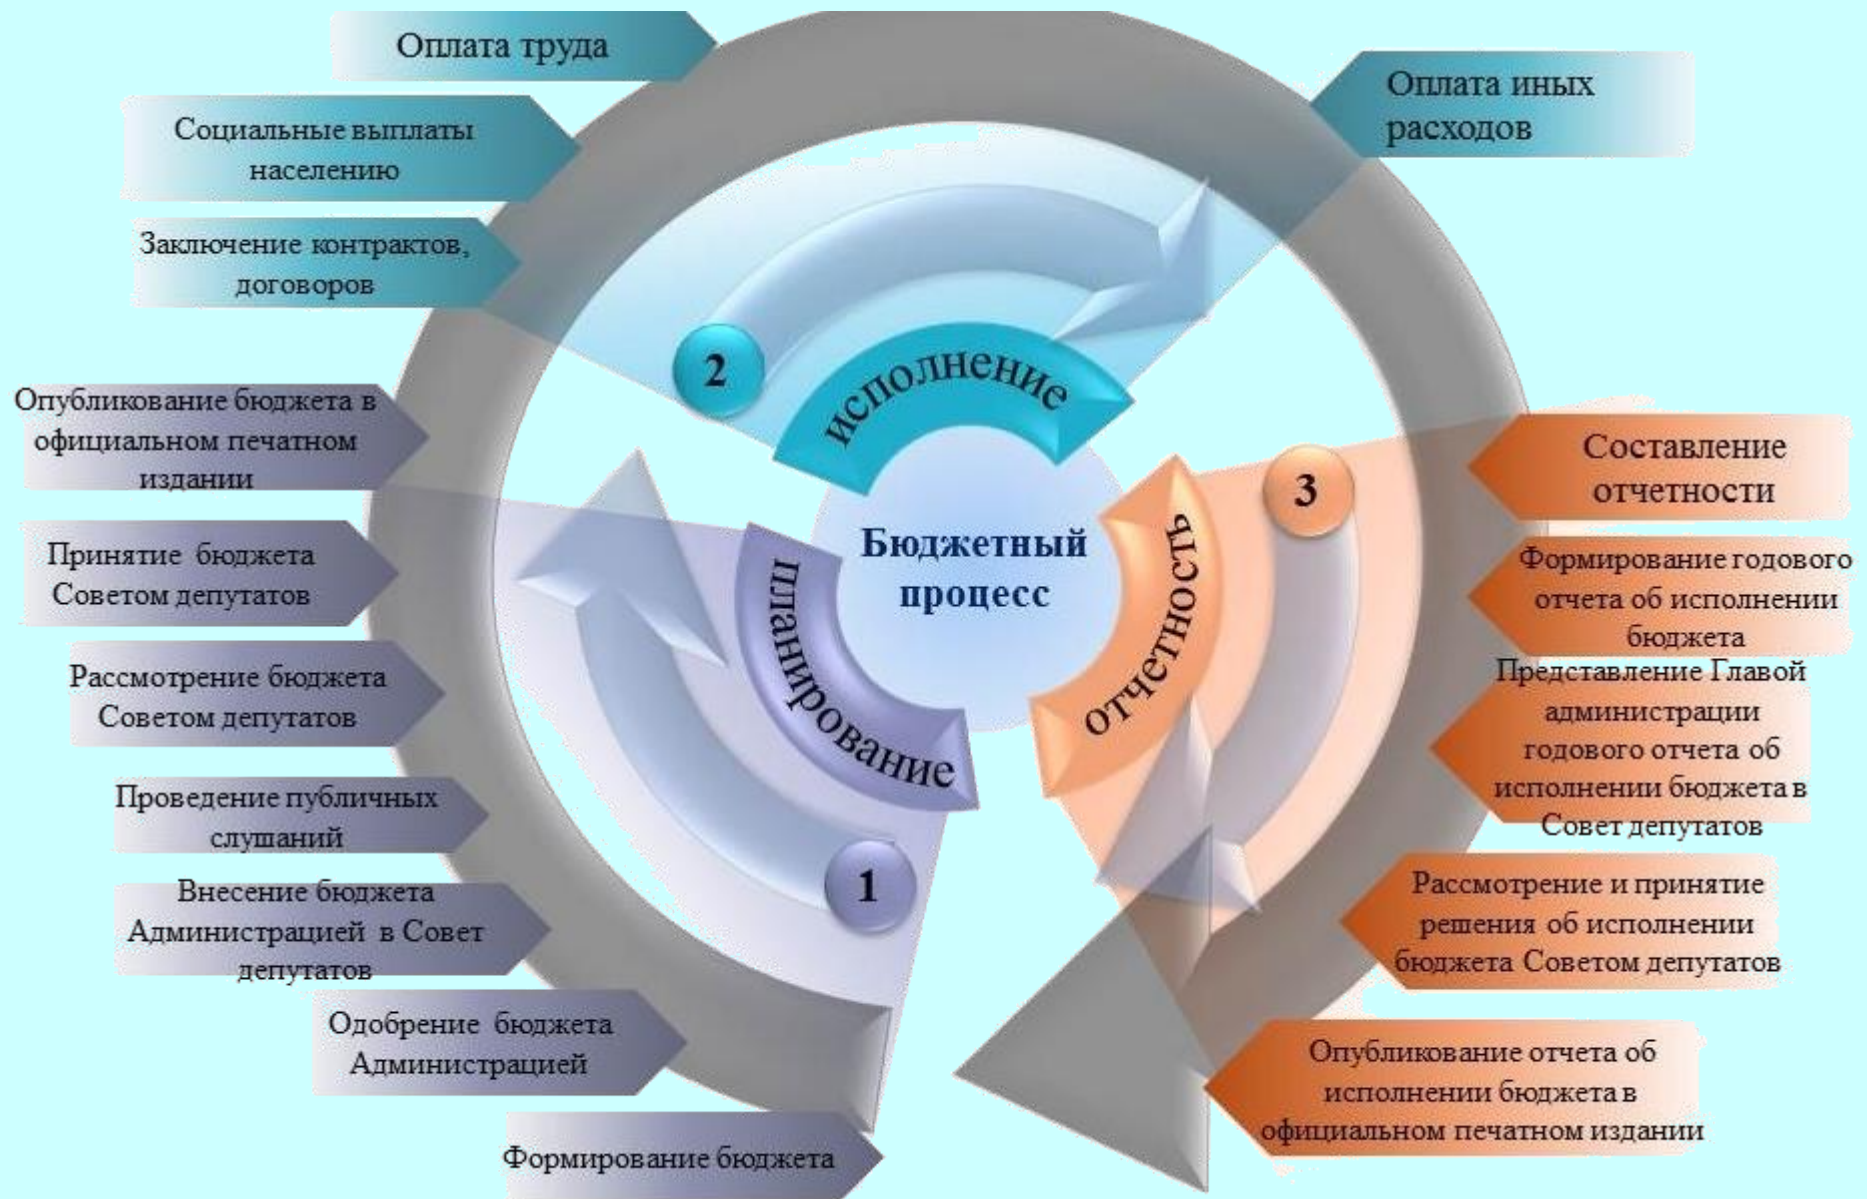 Оплата труда
Социальные выплаты
населению
Заключение контрактов,
договоров
Оплата иных
расходов
2
исполнение
Опубликование бюджета в
официальном печатном
издании
Принятие бюджета
Советом депутатов
Рассмотрение бюджета
Советом депутатов
Проведение публичных
слушаний
Внесение бюджета
Администрацией в Совет
депутатов
Одобрение бюджета
Администрацией
Формирование бюджета
1
планирование
Бюджетный
процесс
отчетность
3
Составление
отчетности
Формирование годового
отчета об исполнении
бюджета
Представление Главой
администрации
годового отчета об
исполнении бюджета в
Совет депутатов
Рассмотрение и принятие
решения об исполнении
бюджета Советом депутатов
Опубликование отчета об
исполнении бюджета в
официальном печатном издании